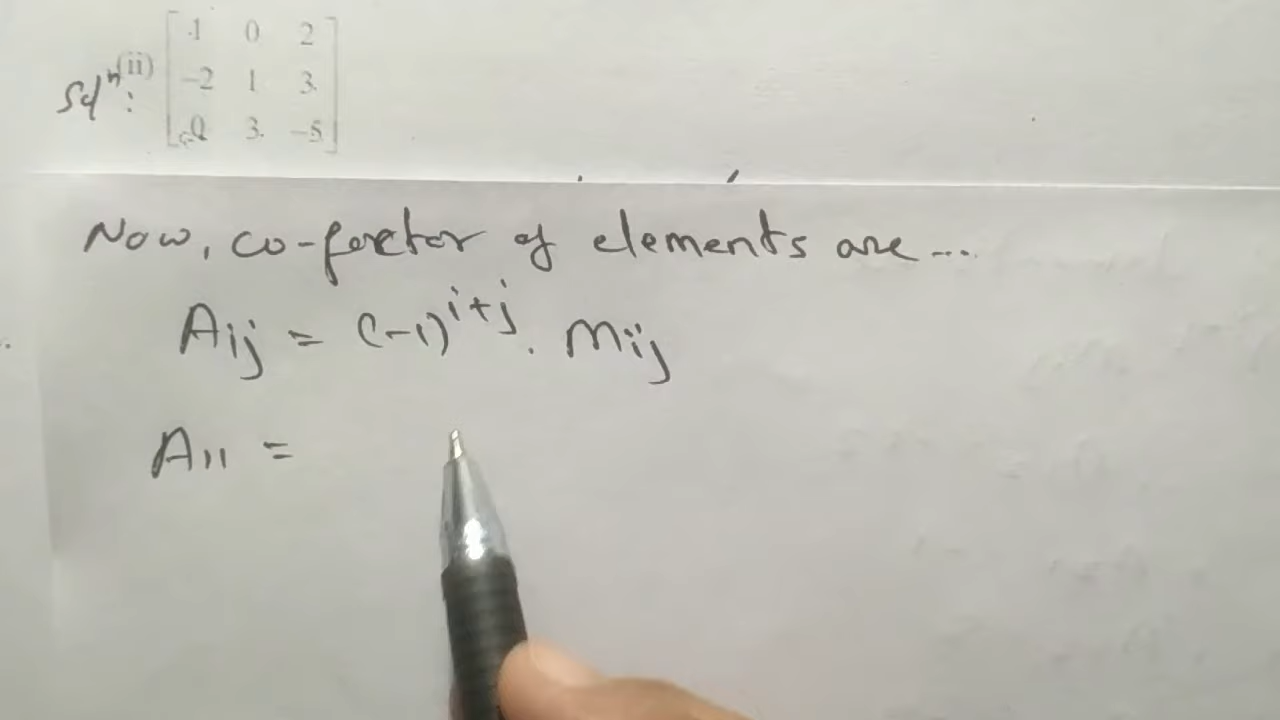 (ii) 1 0 2
Solⁿ: -2 1 3
0 3 -5
Now, co-factor of elements are...
Aij = (-1)^i+j . Mij
A11 =